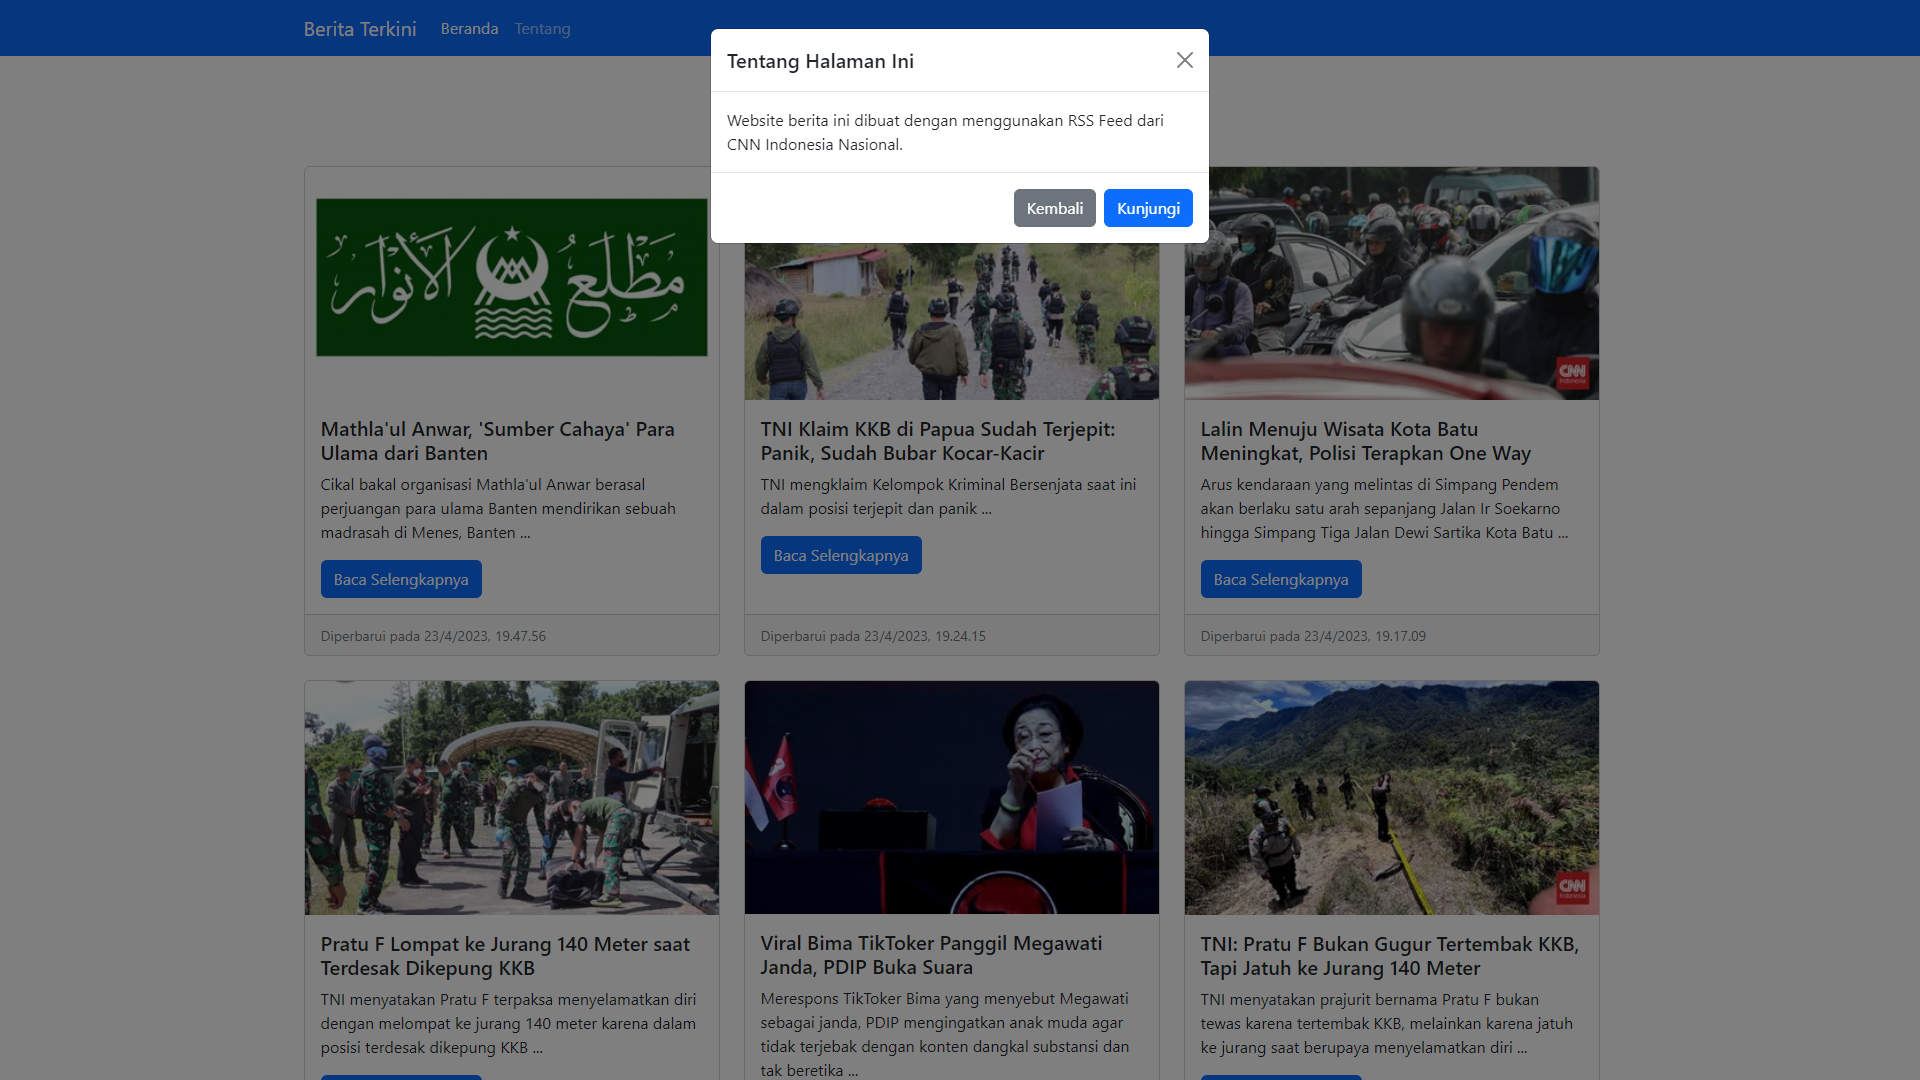 Berita Terkini
Beranda
Tentang
Tentang Halaman Ini
Website berita ini dibuat dengan menggunakan RSS Feed dari
CNN Indonesia Nasional.
Kembali
Kunjungi
مطلع الأنوار
CNN
Indonesia
Mathla'ul Anwar, 'Sumber Cahaya' Para
Ulama dari Banten
Cikal bakal organisasi Mathla'ul Anwar berasal
perjuangan para ulama Banten mendirikan sebuah
madrasah di Menes, Banten ...
Baca Selengkapnya
Diperbarui pada 23/4/2023, 19.47.56
TNI Klaim KKB di Papua Sudah Terjepit:
Panik, Sudah Bubar Kocar-Kacir
TNI mengklaim Kelompok Kriminal Bersenjata saat ini
dalam posisi terjepit dan panik ...
Baca Selengkapnya
Diperbarui pada 23/4/2023, 19.24.15
Lalin Menuju Wisata Kota Batu
Meningkat, Polisi Terapkan One Way
Arus kendaraan yang melintas di Simpang Pendem
akan berlaku satu arah sepanjang Jalan Ir Soekarno
hingga Simpang Tiga Jalan Dewi Sartika Kota Batu ...
Baca Selengkapnya
Diperbarui pada 23/4/2023, 19.17.09
CNN
Indonesia
Pratu F Lompat ke Jurang 140 Meter saat
Terdesak Dikepung KKB
TNI menyatakan Pratu F terpaksa menyelamatkan diri
dengan melompat ke jurang 140 meter karena dalam
posisi terdesak dikepung KKB ...
Viral Bima TikToker Panggil Megawati
Janda, PDIP Buka Suara
Merespons TikToker Bima yang menyebut Megawati
sebagai janda, PDIP mengingatkan anak muda agar
tidak terjebak dengan konten dangkal substansi dan
tak beretika ...
TNI: Pratu F Bukan Gugur Tertembak KKB,
Tapi Jatuh ke Jurang 140 Meter
TNI menyatakan prajurit bernama Pratu F bukan
tewas karena tertembak KKB, melainkan karena jatuh
ke jurang saat berupaya menyelamatkan diri ...